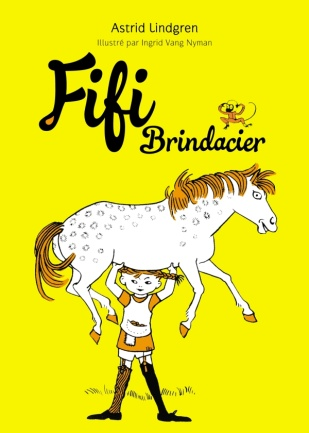 Astrid Lindgren
Illustré par Ingrid Vang Nyman
Fifi
Brindacier